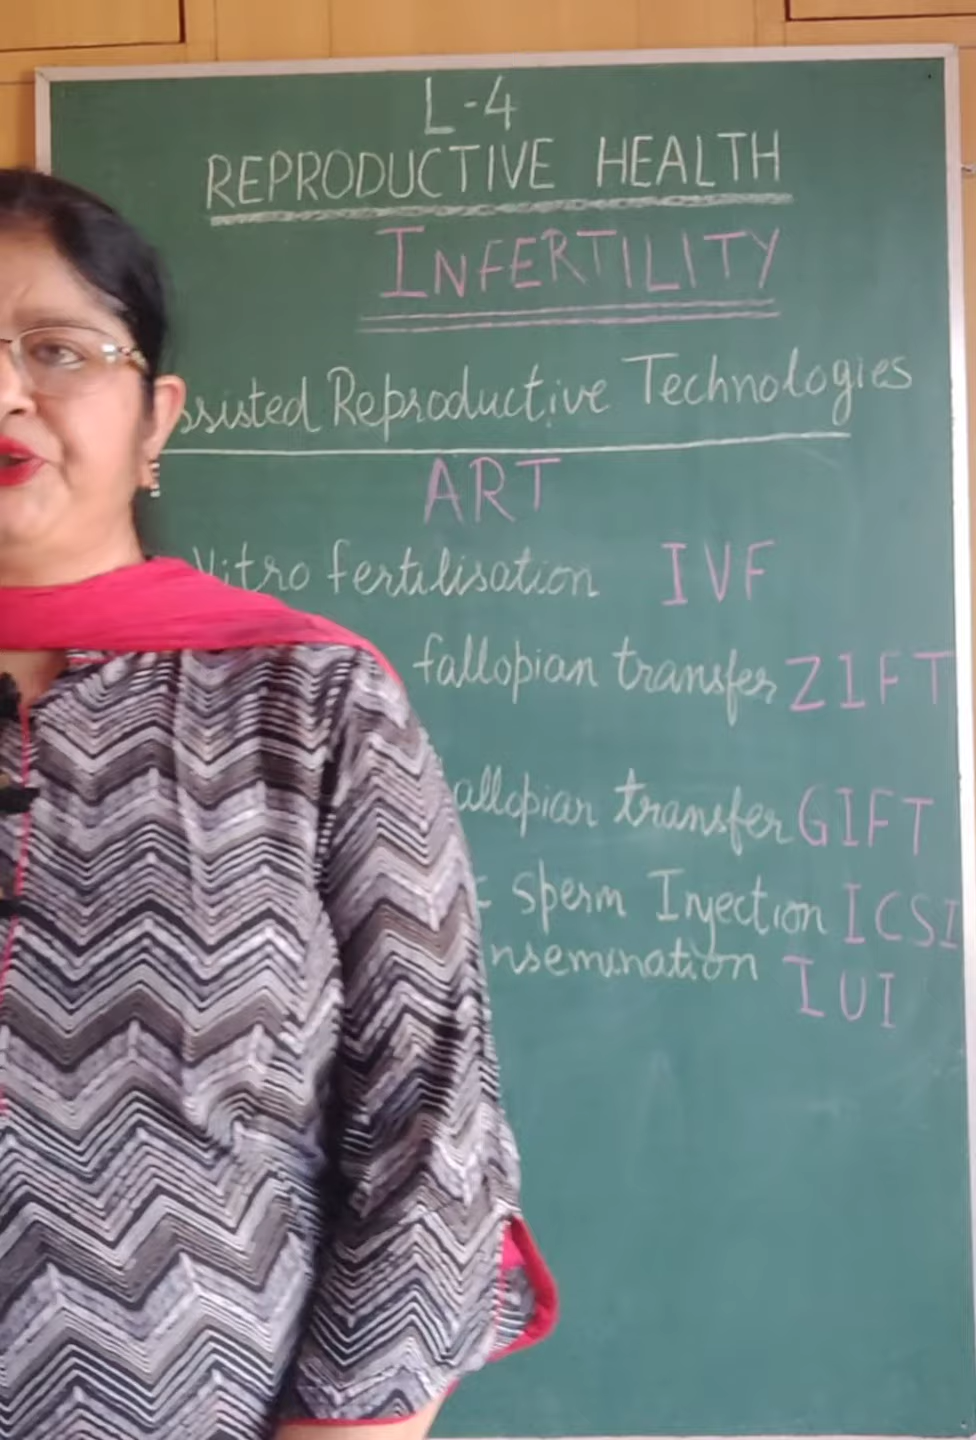 L-4
REPRODUCTIVE HEALTH
INFERTILITY
ssisted Reproductive Technologies
ART
Vitro fertilisation IVF
fallopian transfer ZIFT
allopian transfer GIFT
sperm Injection ICSI
nsemination IUI